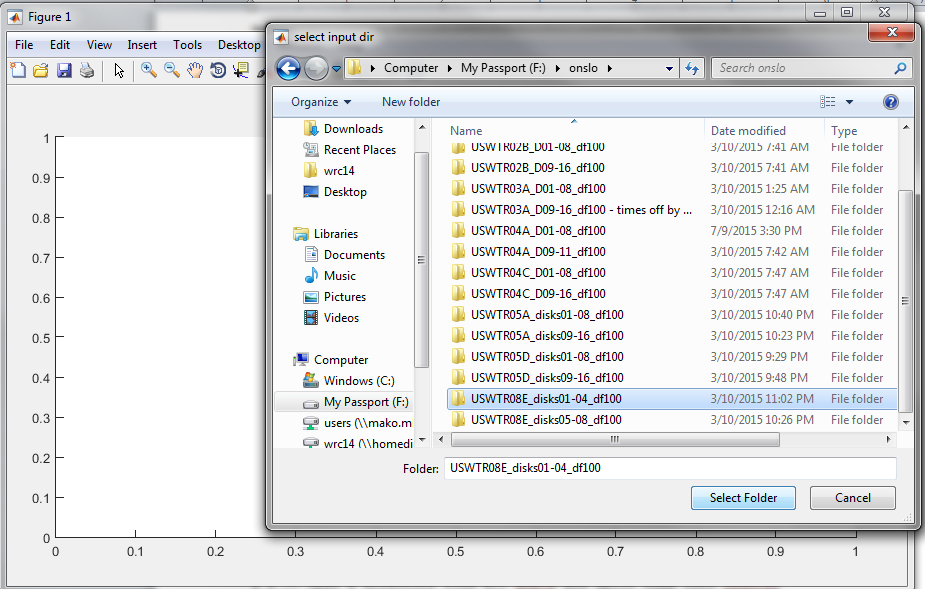 Figure 1
File Edit View Insert Tools Desktop
select input dir
Computer My Passport (F:) onslo
Search onslo
Organize New folder
Downloads
Recent Places
wrc14
Desktop
Libraries
Documents
Music
Pictures
Videos
Computer
Windows (C:)
My Passport (F:)
users (\\mako.m
wrc14 (\\homedi
Name Date modified Type
USWTR02B_D01-08_df100 3/10/2015 7:41 AM File folder
USWTR02B_D09-16_df100 3/10/2015 7:41 AM File folder
USWTR03A_D01-08_df100 3/10/2015 1:25 AM File folder
USWTR03A_D09-16_df100 - times off by ... 3/10/2015 12:16 AM File folder
USWTR04A_D01-08_df100 7/9/2015 3:30 PM File folder
USWTR04A_D09-11_df100 3/10/2015 7:42 AM File folder
USWTR04C_D01-08_df100 3/10/2015 7:47 AM File folder
USWTR04C_D09-16_df100 3/10/2015 7:47 AM File folder
USWTR05A_disks01-08_df100 3/10/2015 10:40 PM File folder
USWTR05A_disks09-16_df100 3/10/2015 10:23 PM File folder
USWTR05D_disks01-08_df100 3/10/2015 9:29 PM File folder
USWTR05D_disks09-16_df100 3/10/2015 9:48 PM File folder
USWTR08E_disks01-04_df100 3/10/2015 11:02 PM File folder
USWTR08E_disks05-08_df100 3/10/2015 10:26 PM File folder
Folder: USWTR08E_disks01-04_df100
Select Folder Cancel
1
0.9
0.8
0.7
0.6
0.5
0.4
0.3
0.2
0.1
0
0 0.1 0.2 0.3 0.4 0.5 0.6 0.7 0.8 0.9 1